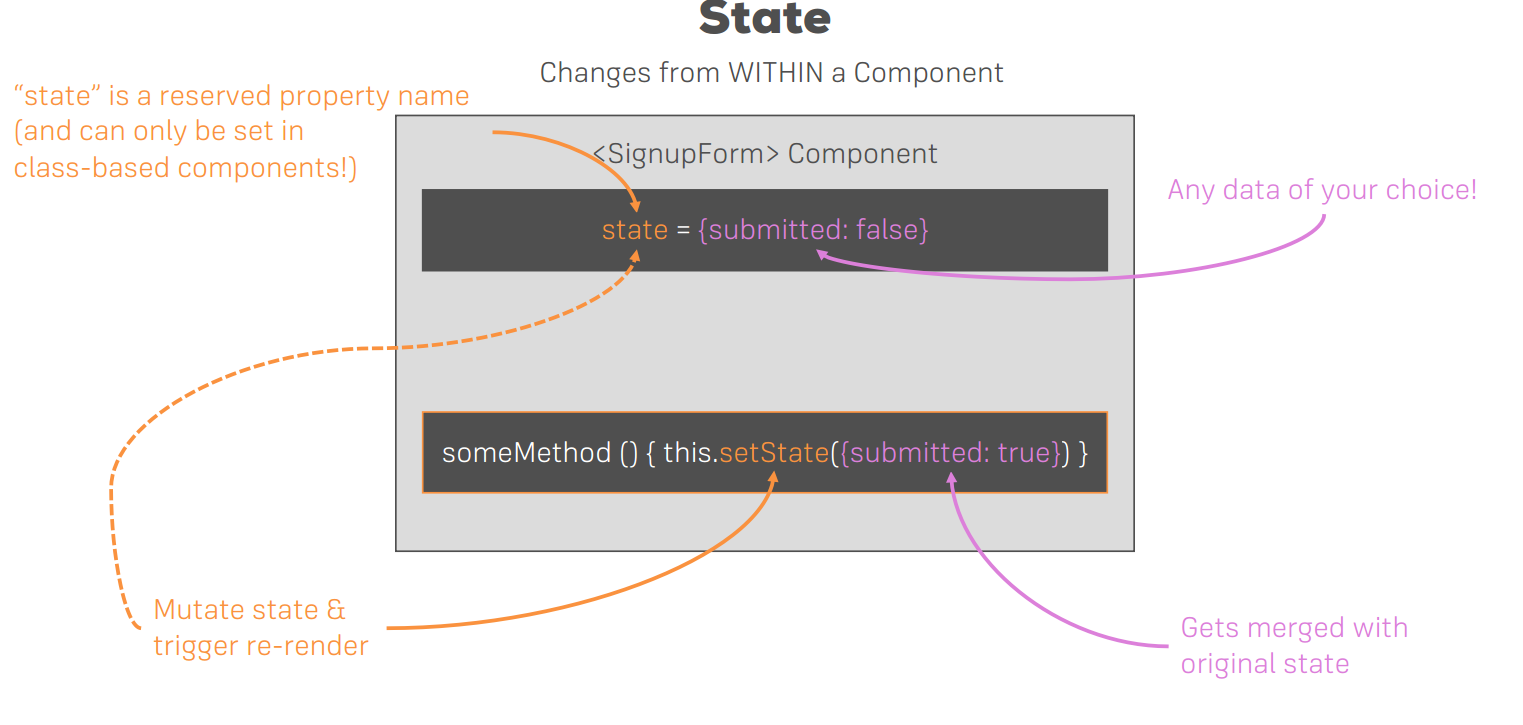 State
Changes from WITHIN a Component
“state” is a reserved property name
(and can only be set in
class-based components!)
<SignupForm> Component
Any data of your choice!
state = {submitted: false}
someMethod () { this.setState({submitted: true}) }
Mutate state &
trigger re-render
Gets merged with
original state